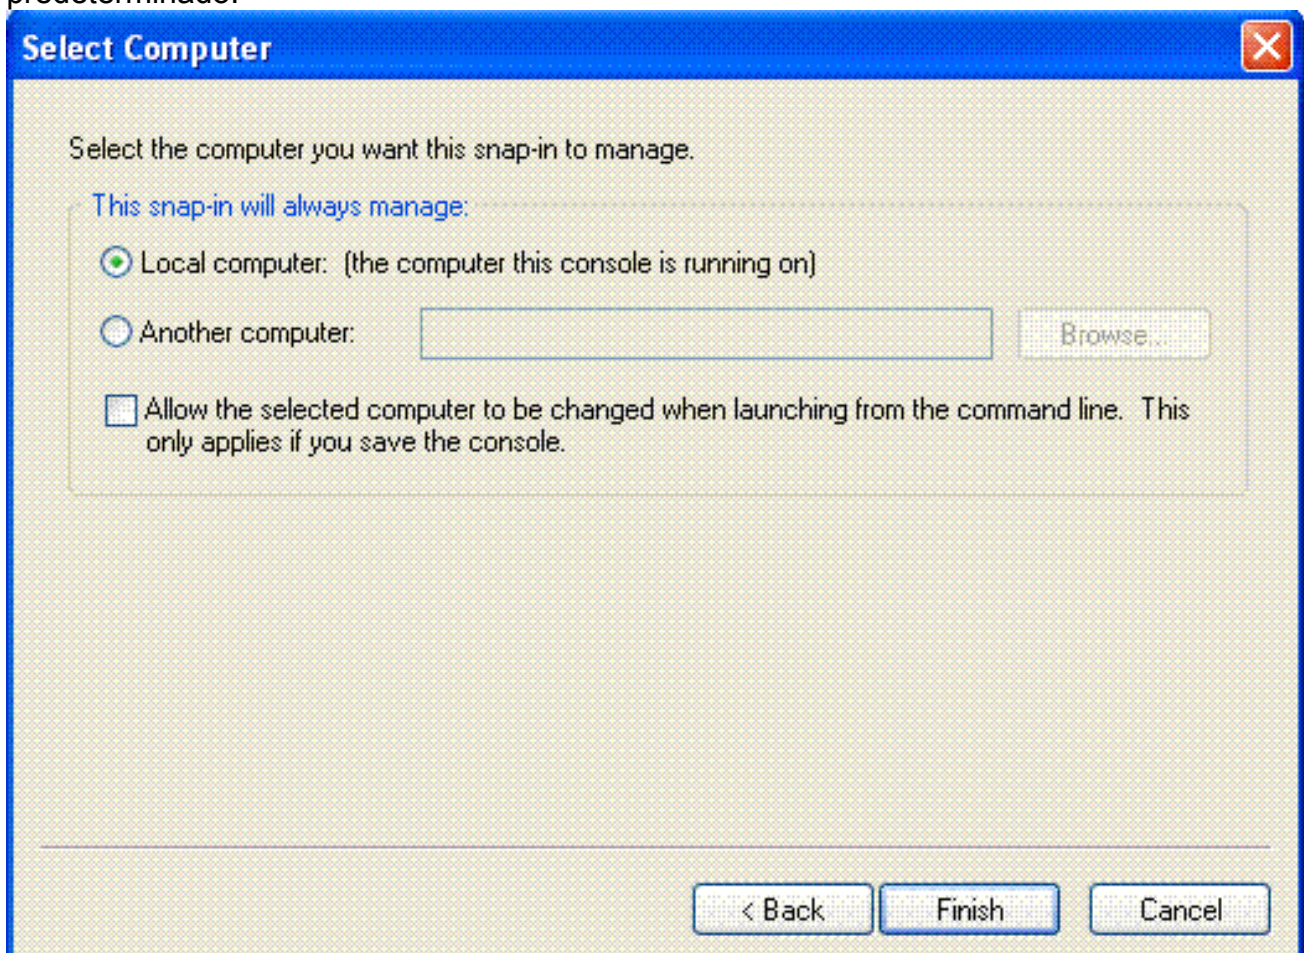 predeterminado.
Select Computer
Select the computer you want this snap-in to manage.
This snap-in will always manage:
Local computer: (the computer this console is running on)
Another computer:
Browse...
Allow the selected computer to be changed when launching from the command line. This
only applies if you save the console.
< Back
Finish
Cancel